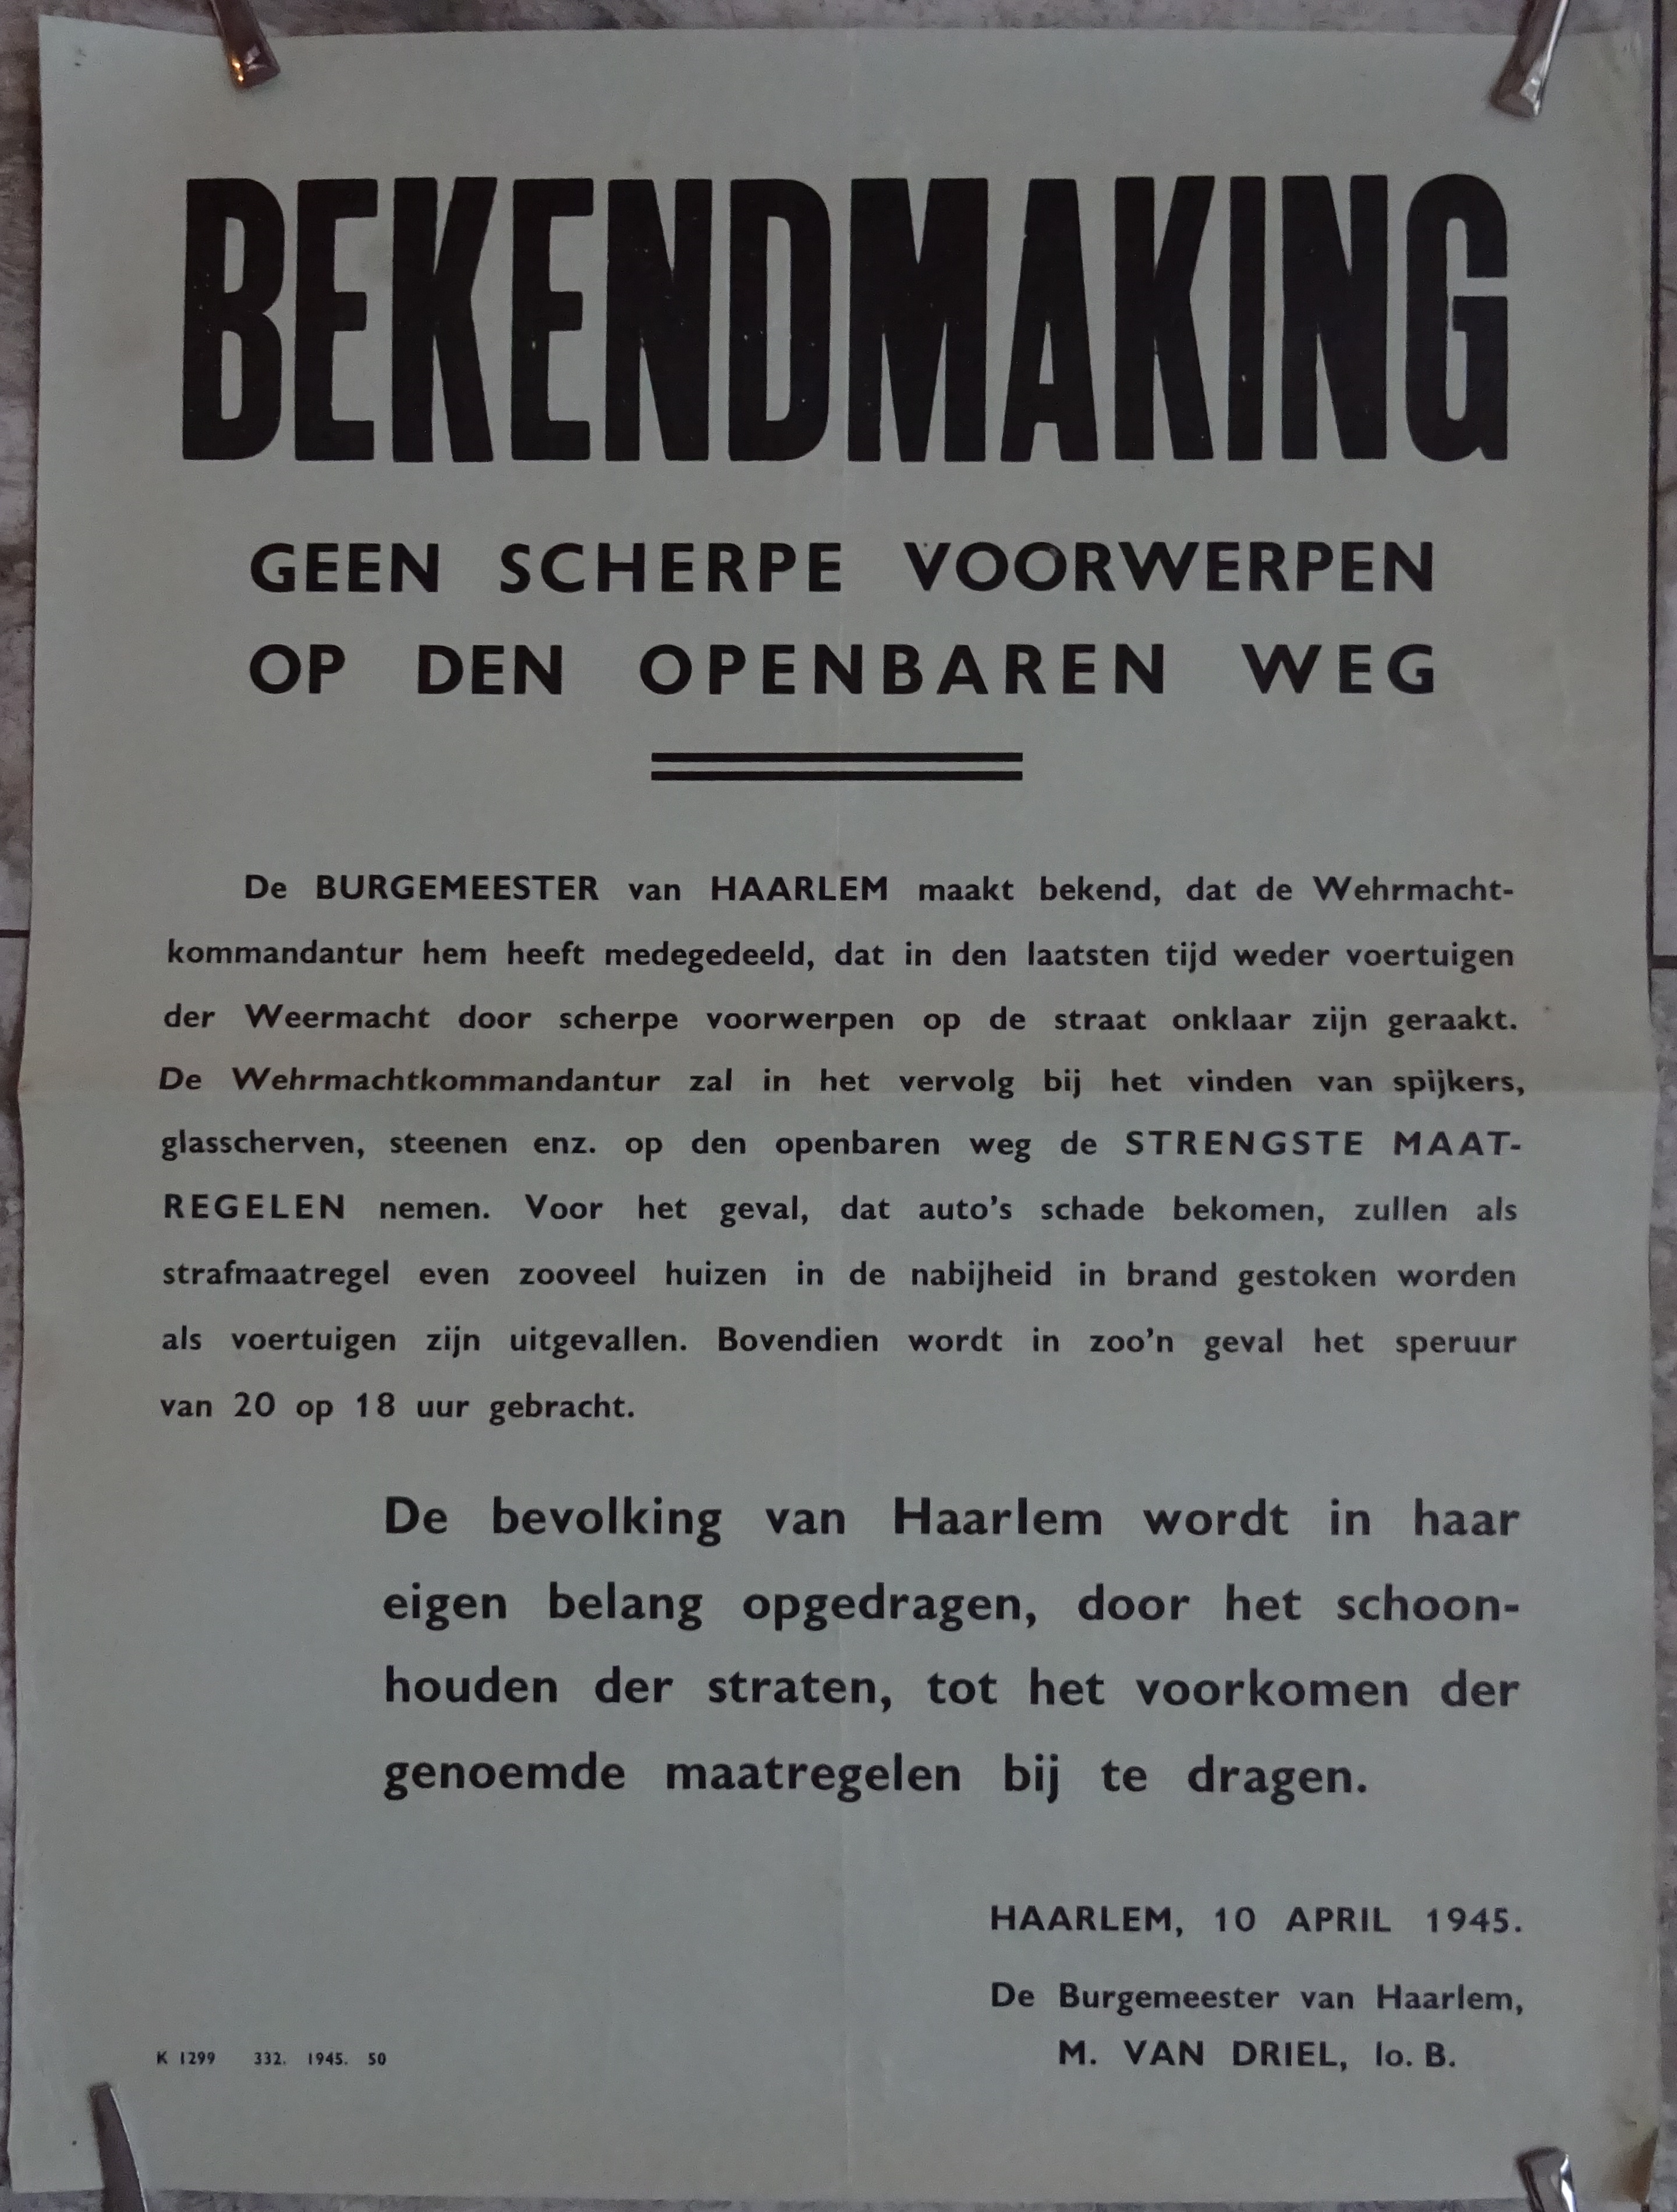 BEKENDMAKING
GEEN SCHERPE VOORWERPEN
OP DEN OPENBAREN WEG
De BURGEMEESTER van HAARLEM maakt bekend, dat de Wehrmacht-
kommandantur hem heeft medegedeeld, dat in den laatsten tijd weder voertuigen
der Weermacht door scherpe voorwerpen op de straat onklaar zijn geraakt.
De Wehrmachtkommandantur zal in het vervolg bij het vinden van spijkers,
glasscherven, steenen enz. op den openbaren weg de STRENGSTE MAAT-
REGELEN nemen. Voor het geval, dat auto's schade bekomen, zullen als
strafmaatregel even zooveel huizen in de nabijheid in brand gestoken worden
als voertuigen zijn uitgevallen. Bovendien wordt in zoo'n geval het speruur
van 20 op 18 uur gebracht.
De bevolking van Haarlem wordt in haar
eigen belang opgedragen, door het schoon-
houden der straten, tot het voorkomen der
genoemde maatregelen bij te dragen.
HAARLEM, 10 APRIL 1945.
De Burgemeester van Haarlem,
M. VAN DRIEL, lo. B.
K 1299 332. 1945. 50